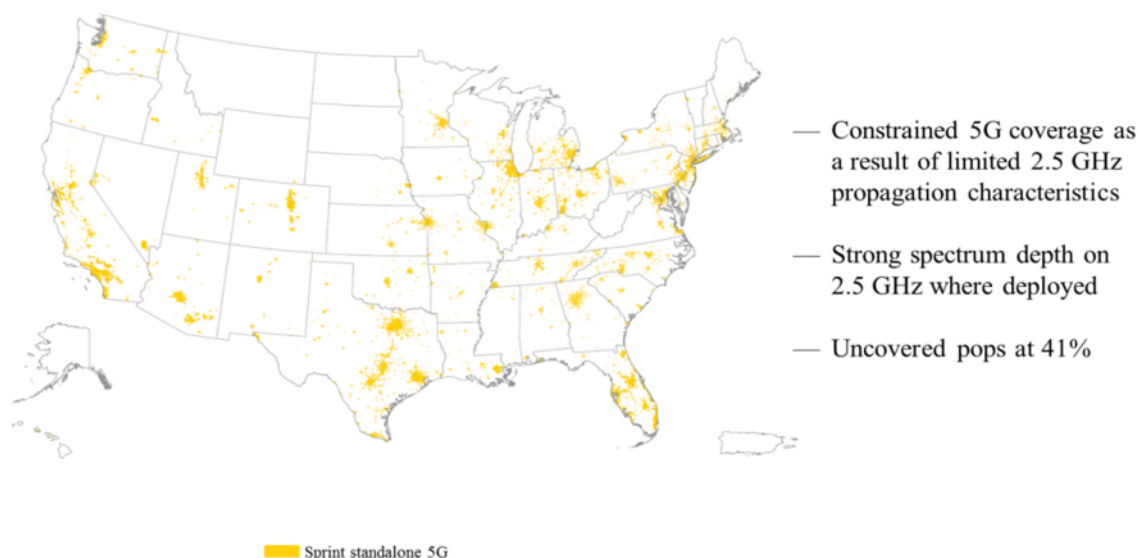 Constrained 5G coverage as
a result of limited 2.5 GHz
propagation characteristics
Strong spectrum depth on
2.5 GHz where deployed
Uncovered pops at 41%
Sprint standalone 5G